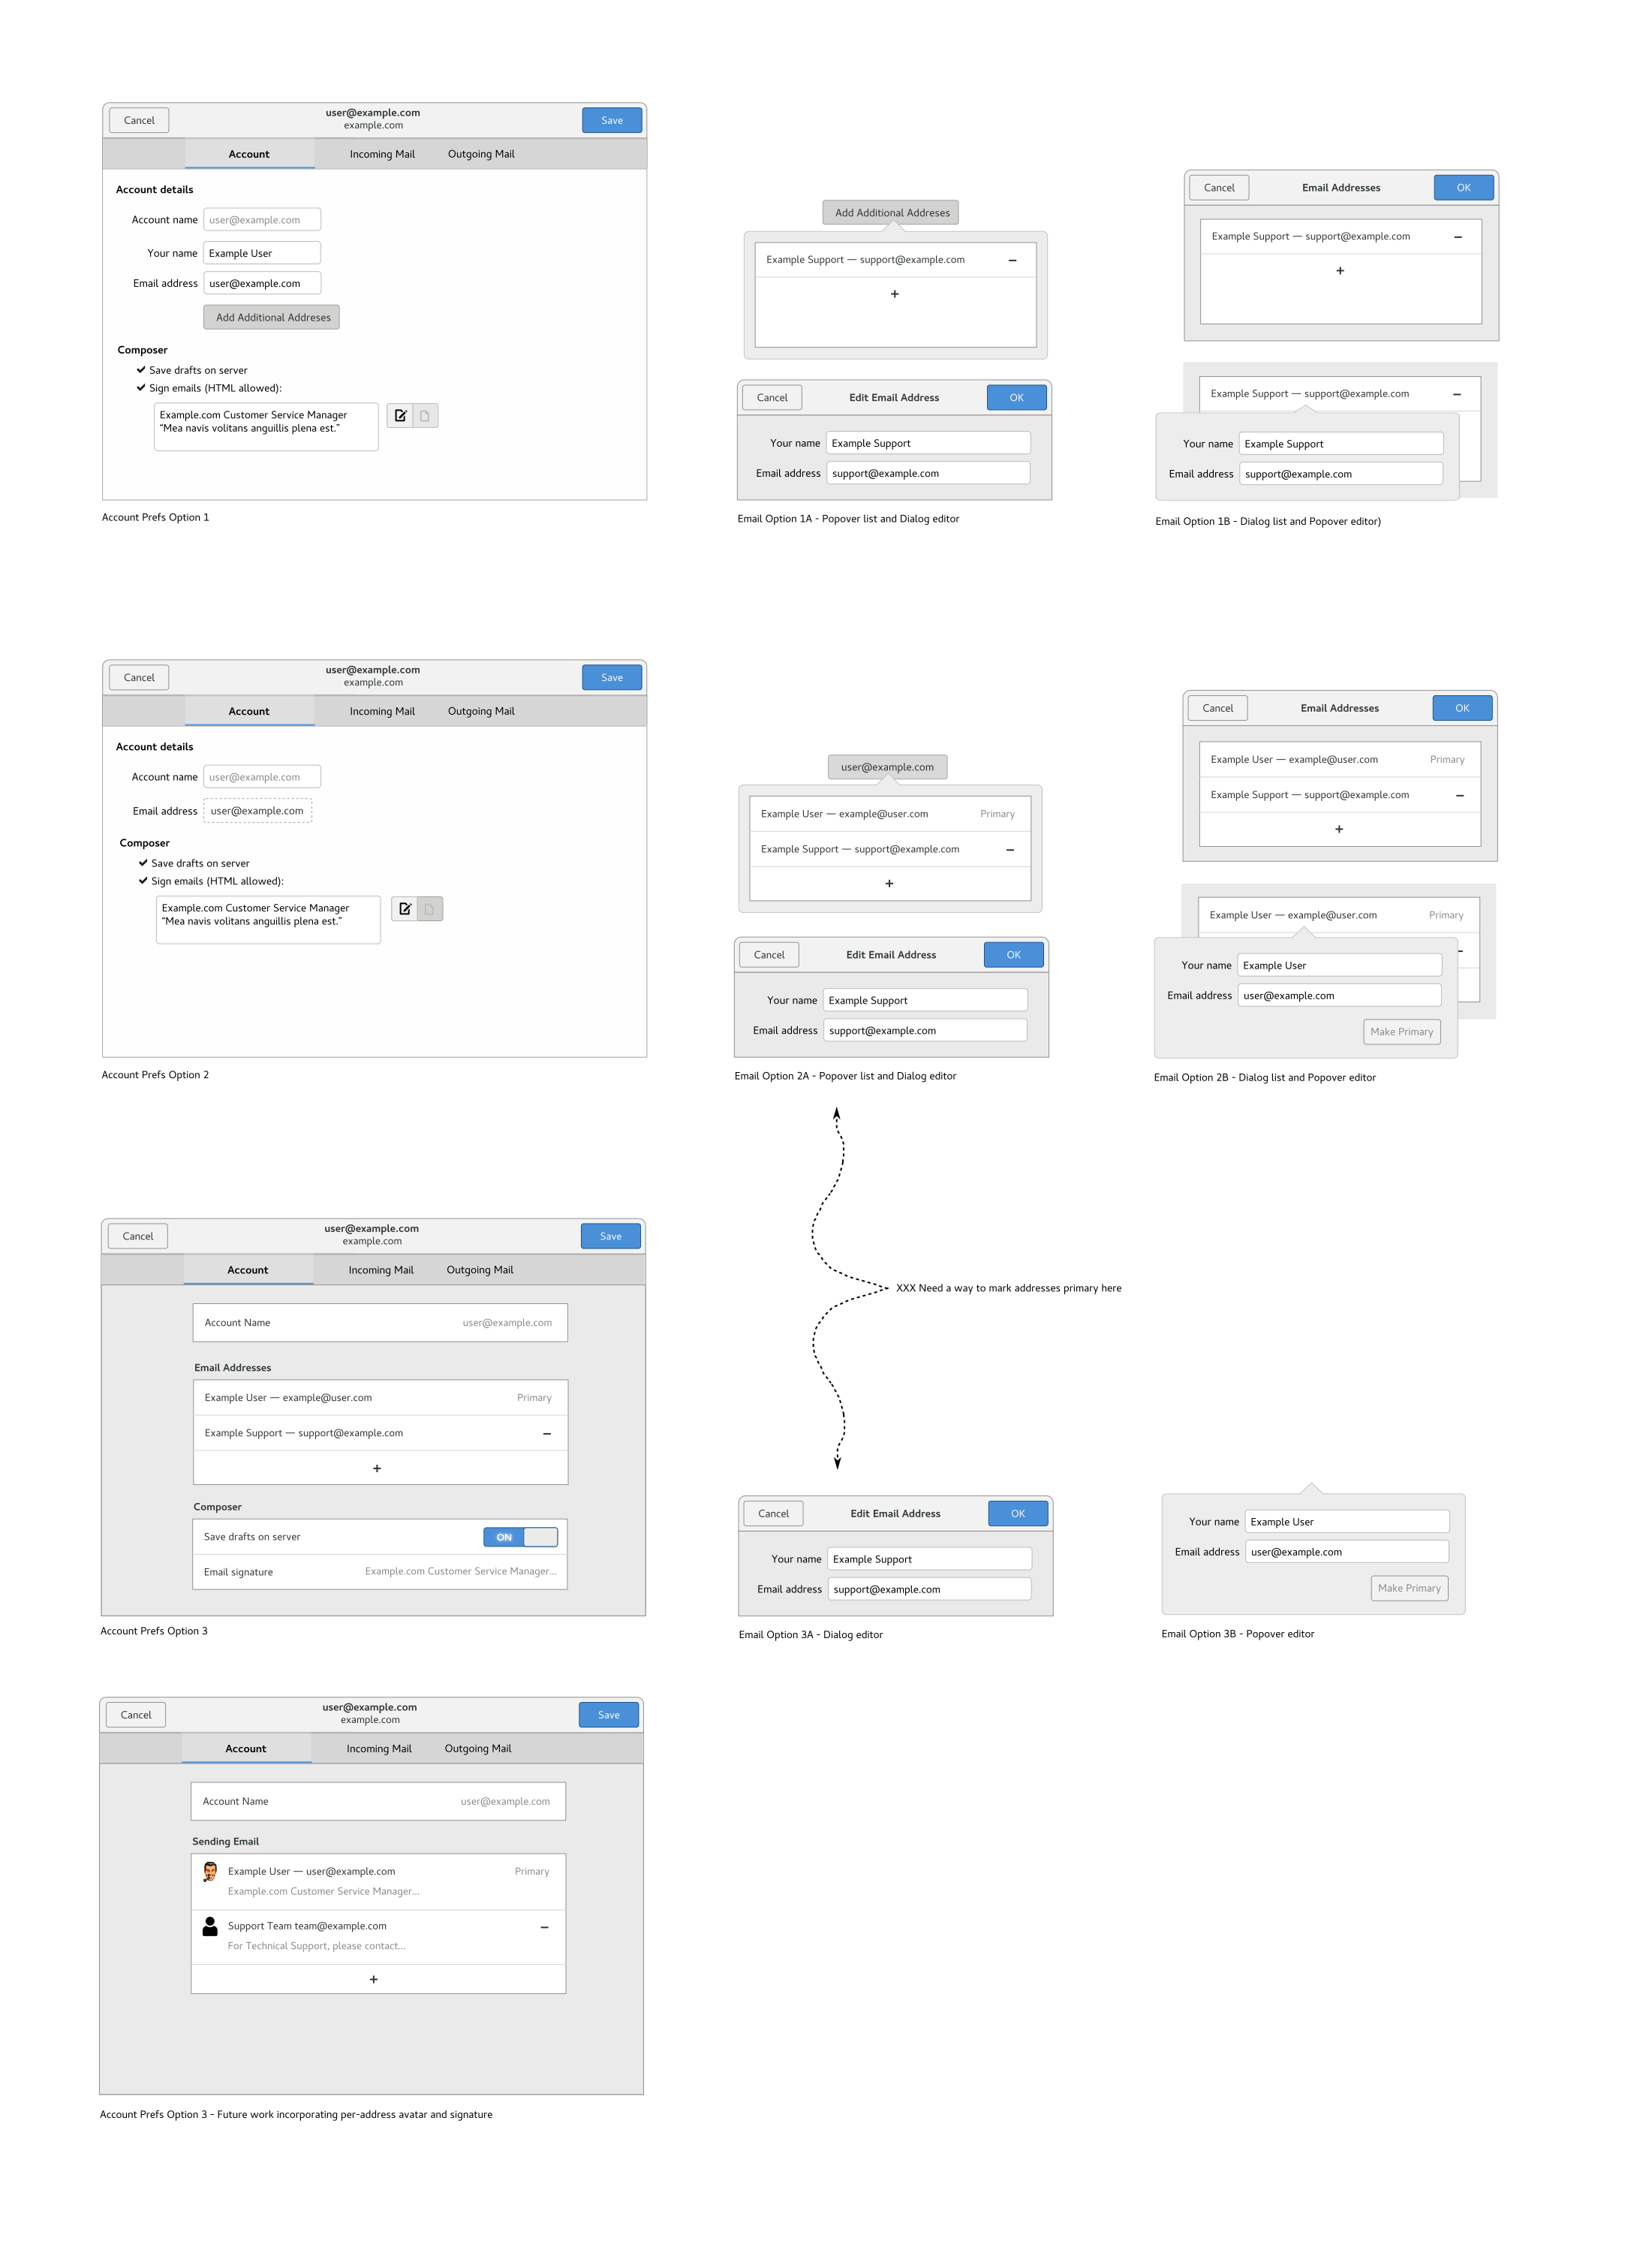 Cancel
user@example.com
example.com
Save
Account
Incoming Mail
Outgoing Mail
Account details
Account name
user@example.com
Your name
Example User
Email address
user@example.com
Add Additional Addreses
Composer
Save drafts on server
Sign emails (HTML allowed):
Example.com Customer Service Manager
“Mea navis volitans anguillis plena est.”
Account Prefs Option 1
Add Additional Addreses
Example Support — support@example.com
Cancel
Edit Email Address
OK
Your name
Example Support
Email address
support@example.com
Email Option 1A - Popover list and Dialog editor
Cancel
Email Addresses
OK
Example Support — support@example.com
Example Support — support@example.com
Your name
Example Support
Email address
support@example.com
Email Option 1B - Dialog list and Popover editor)
Cancel
user@example.com
example.com
Save
Account
Incoming Mail
Outgoing Mail
Account details
Account name
user@example.com
Email address
user@example.com
Composer
Save drafts on server
Sign emails (HTML allowed):
Example.com Customer Service Manager
“Mea navis volitans anguillis plena est.”
Account Prefs Option 2
user@example.com
Example User — example@user.com
Primary
Example Support — support@example.com
Cancel
Edit Email Address
OK
Your name
Example Support
Email address
support@example.com
Email Option 2A - Popover list and Dialog editor
Cancel
Email Addresses
OK
Example User — example@user.com
Primary
Example Support — support@example.com
Example User — example@user.com
Primary
Your name
Example User
Email address
user@example.com
Make Primary
Email Option 2B - Dialog list and Popover editor
XXX Need a way to mark addresses primary here
Cancel
user@example.com
example.com
Save
Account
Incoming Mail
Outgoing Mail
Account Name
user@example.com
Email Addresses
Example User — example@user.com
Primary
Example Support — support@example.com
Composer
Save drafts on server
ON
Email signature
Example.com Customer Service Manager...
Account Prefs Option 3
Cancel
Edit Email Address
OK
Your name
Example Support
Email address
support@example.com
Email Option 3A - Dialog editor
Your name
Example User
Email address
user@example.com
Make Primary
Email Option 3B - Popover editor
Cancel
user@example.com
example.com
Save
Account
Incoming Mail
Outgoing Mail
Account Name
user@example.com
Sending Email
Example User — user@example.com
Primary
Example.com Customer Service Manager...
Support Team team@example.com
For Technical Support, please contact...
Account Prefs Option 3 - Future work incorporating per-address avatar and signature